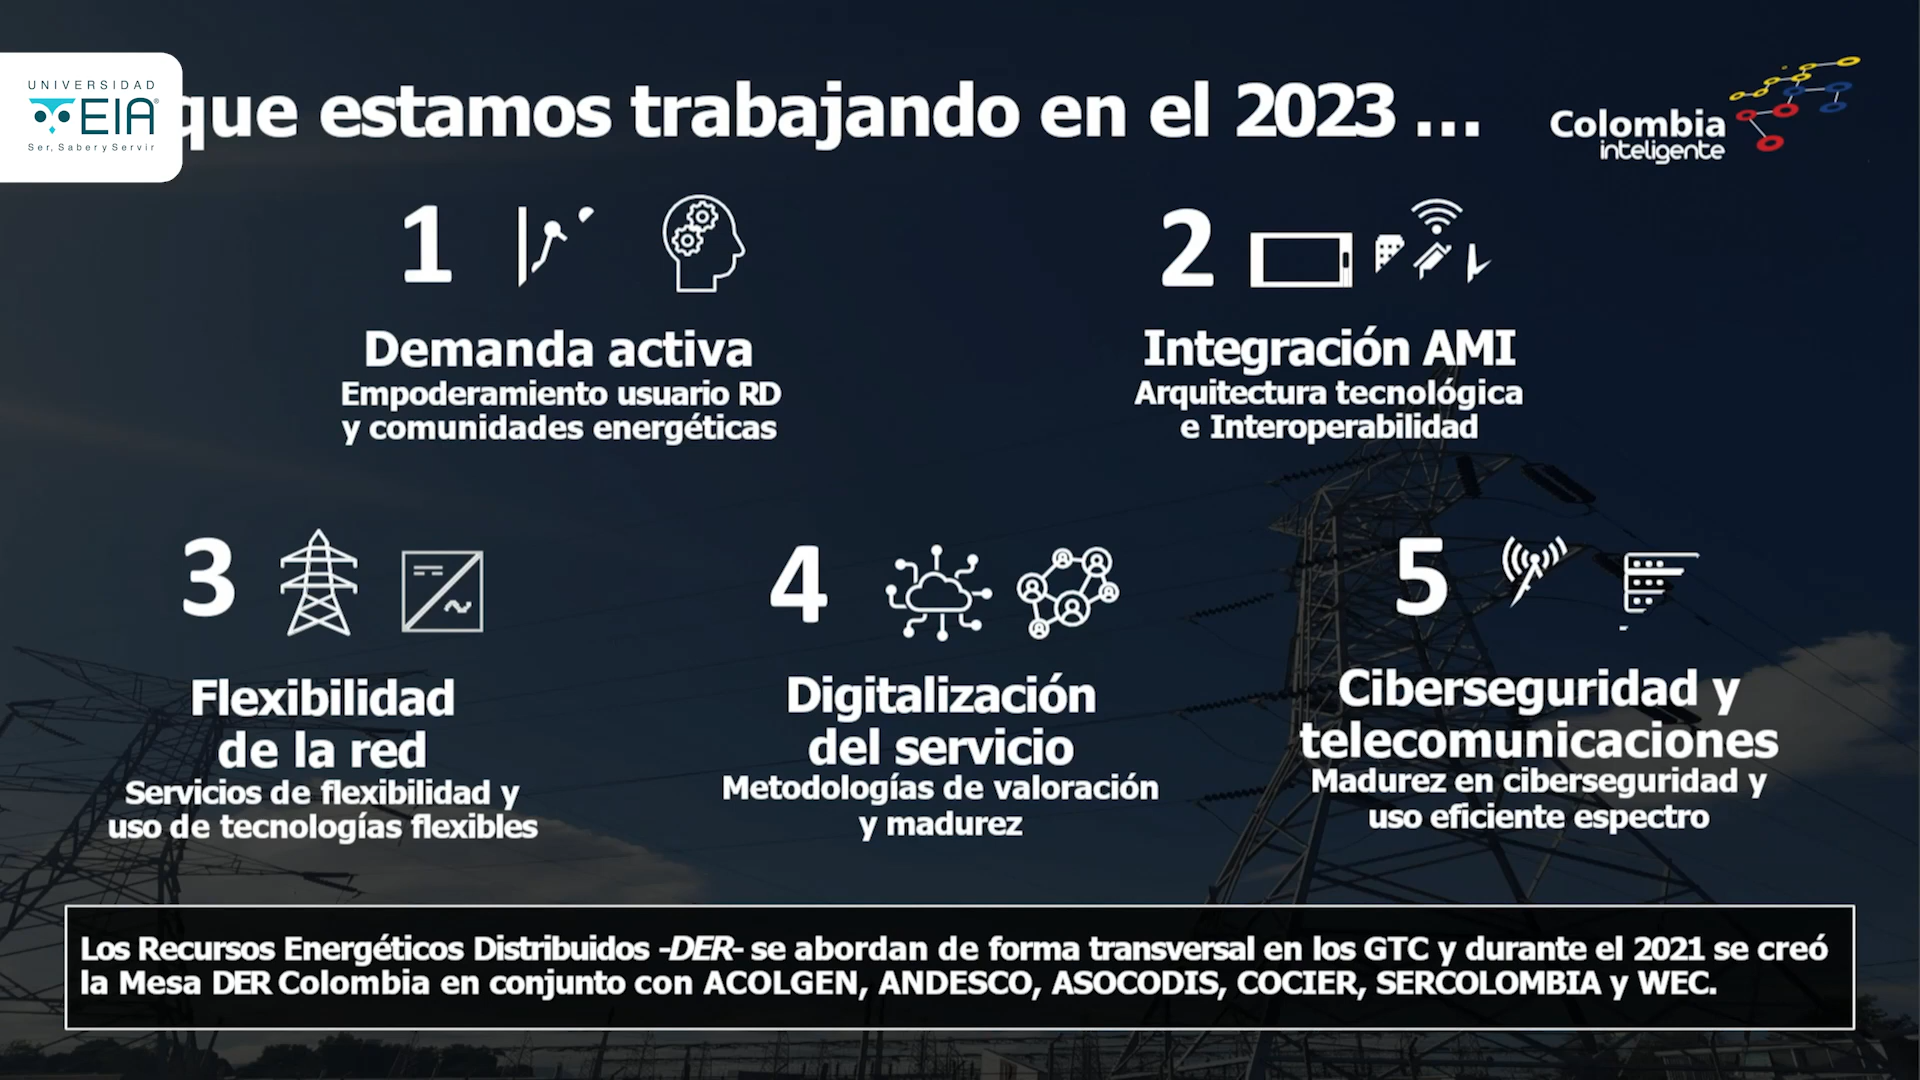 UNIVERSIDAD
EIA
Ser, Saber y Servir
que estamos trabajando en el 2023 ...
Colombia
inteligente
1
Demanda activa
Empoderamiento usuario RD
y comunidades energéticas
2
Integración AMI
Arquitectura tecnológica
e Interoperabilidad
3
Flexibilidad
de la red
Servicios de flexibilidad y
uso de tecnologías flexibles
4
Digitalización
del servicio
Metodologías de valoración
y madurez
5
Ciberseguridad y
telecomunicaciones
Madurez en ciberseguridad y
uso eficiente espectro
Los Recursos Energéticos Distribuidos -DER- se abordan de forma transversal en los GTC y durante el 2021 se creó
la Mesa DER Colombia en conjunto con ACOLGEN, ANDESCO, ASOCODIS, COCIER, SERCOLOMBIA y WEC.